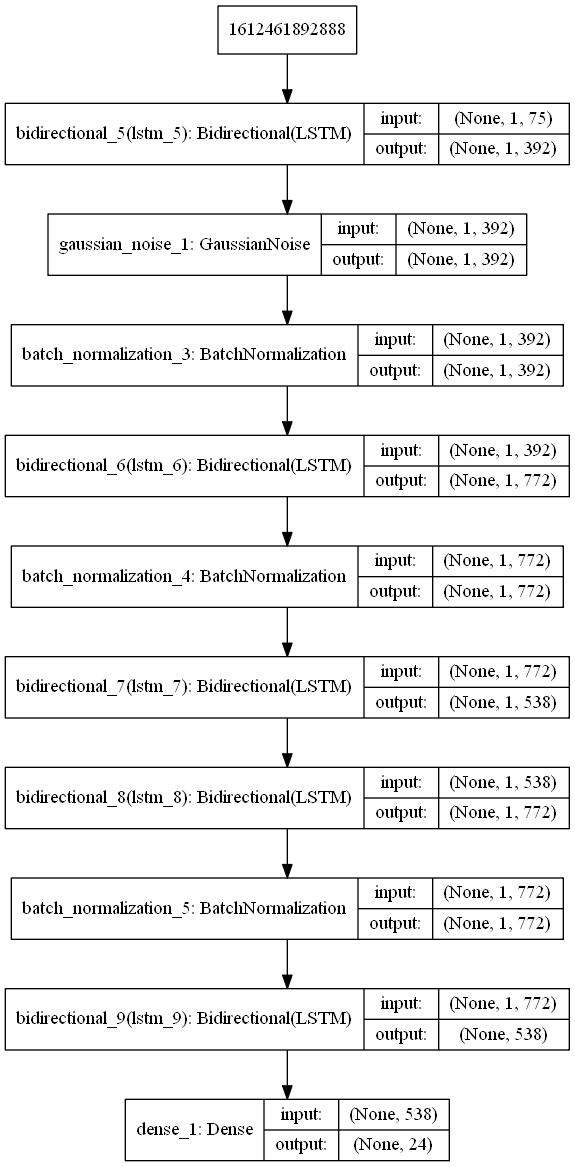 1612461892888
bidirectional_5(lstm_5): Bidirectional(LSTM)
input: (None, 1, 75)
output: (None, 1, 392)
gaussian_noise_1: GaussianNoise
input: (None, 1, 392)
output: (None, 1, 392)
batch_normalization_3: BatchNormalization
input: (None, 1, 392)
output: (None, 1, 392)
bidirectional_6(lstm_6): Bidirectional(LSTM)
input: (None, 1, 392)
output: (None, 1, 772)
batch_normalization_4: BatchNormalization
input: (None, 1, 772)
output: (None, 1, 772)
bidirectional_7(lstm_7): Bidirectional(LSTM)
input: (None, 1, 772)
output: (None, 1, 538)
bidirectional_8(lstm_8): Bidirectional(LSTM)
input: (None, 1, 538)
output: (None, 1, 772)
batch_normalization_5: BatchNormalization
input: (None, 1, 772)
output: (None, 1, 772)
bidirectional_9(lstm_9): Bidirectional(LSTM)
input: (None, 1, 772)
output: (None, 538)
dense_1: Dense
input: (None, 538)
output: (None, 24)